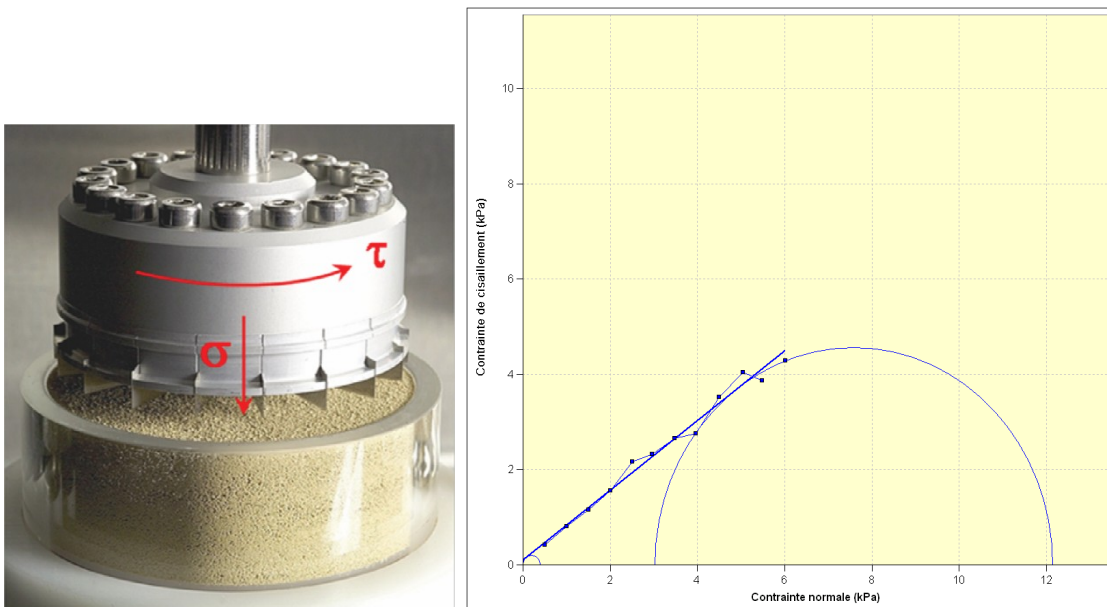 τ
σ
Contrainte de cisaillement (kPa)
10
8
6
4
2
0
0 2 4 6 8 10 12
Contrainte normale (kPa)